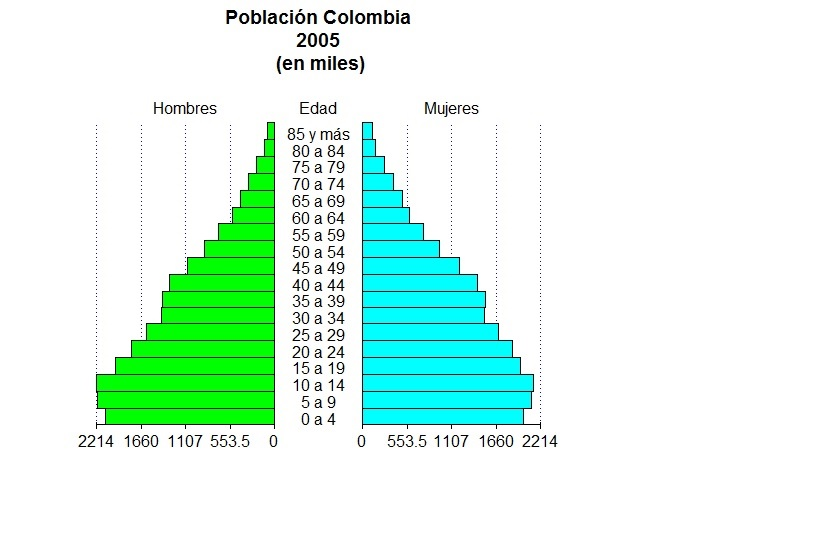 Población Colombia
2005
(en miles)
Hombres Edad Mujeres
85 y más
80 a 84
75 a 79
70 a 74
65 a 69
60 a 64
55 a 59
50 a 54
45 a 49
40 a 44
35 a 39
30 a 34
25 a 29
20 a 24
15 a 19
10 a 14
5 a 9
0 a 4
2214 1660 1107 553.5 0 0 553.5 1107 1660 2214